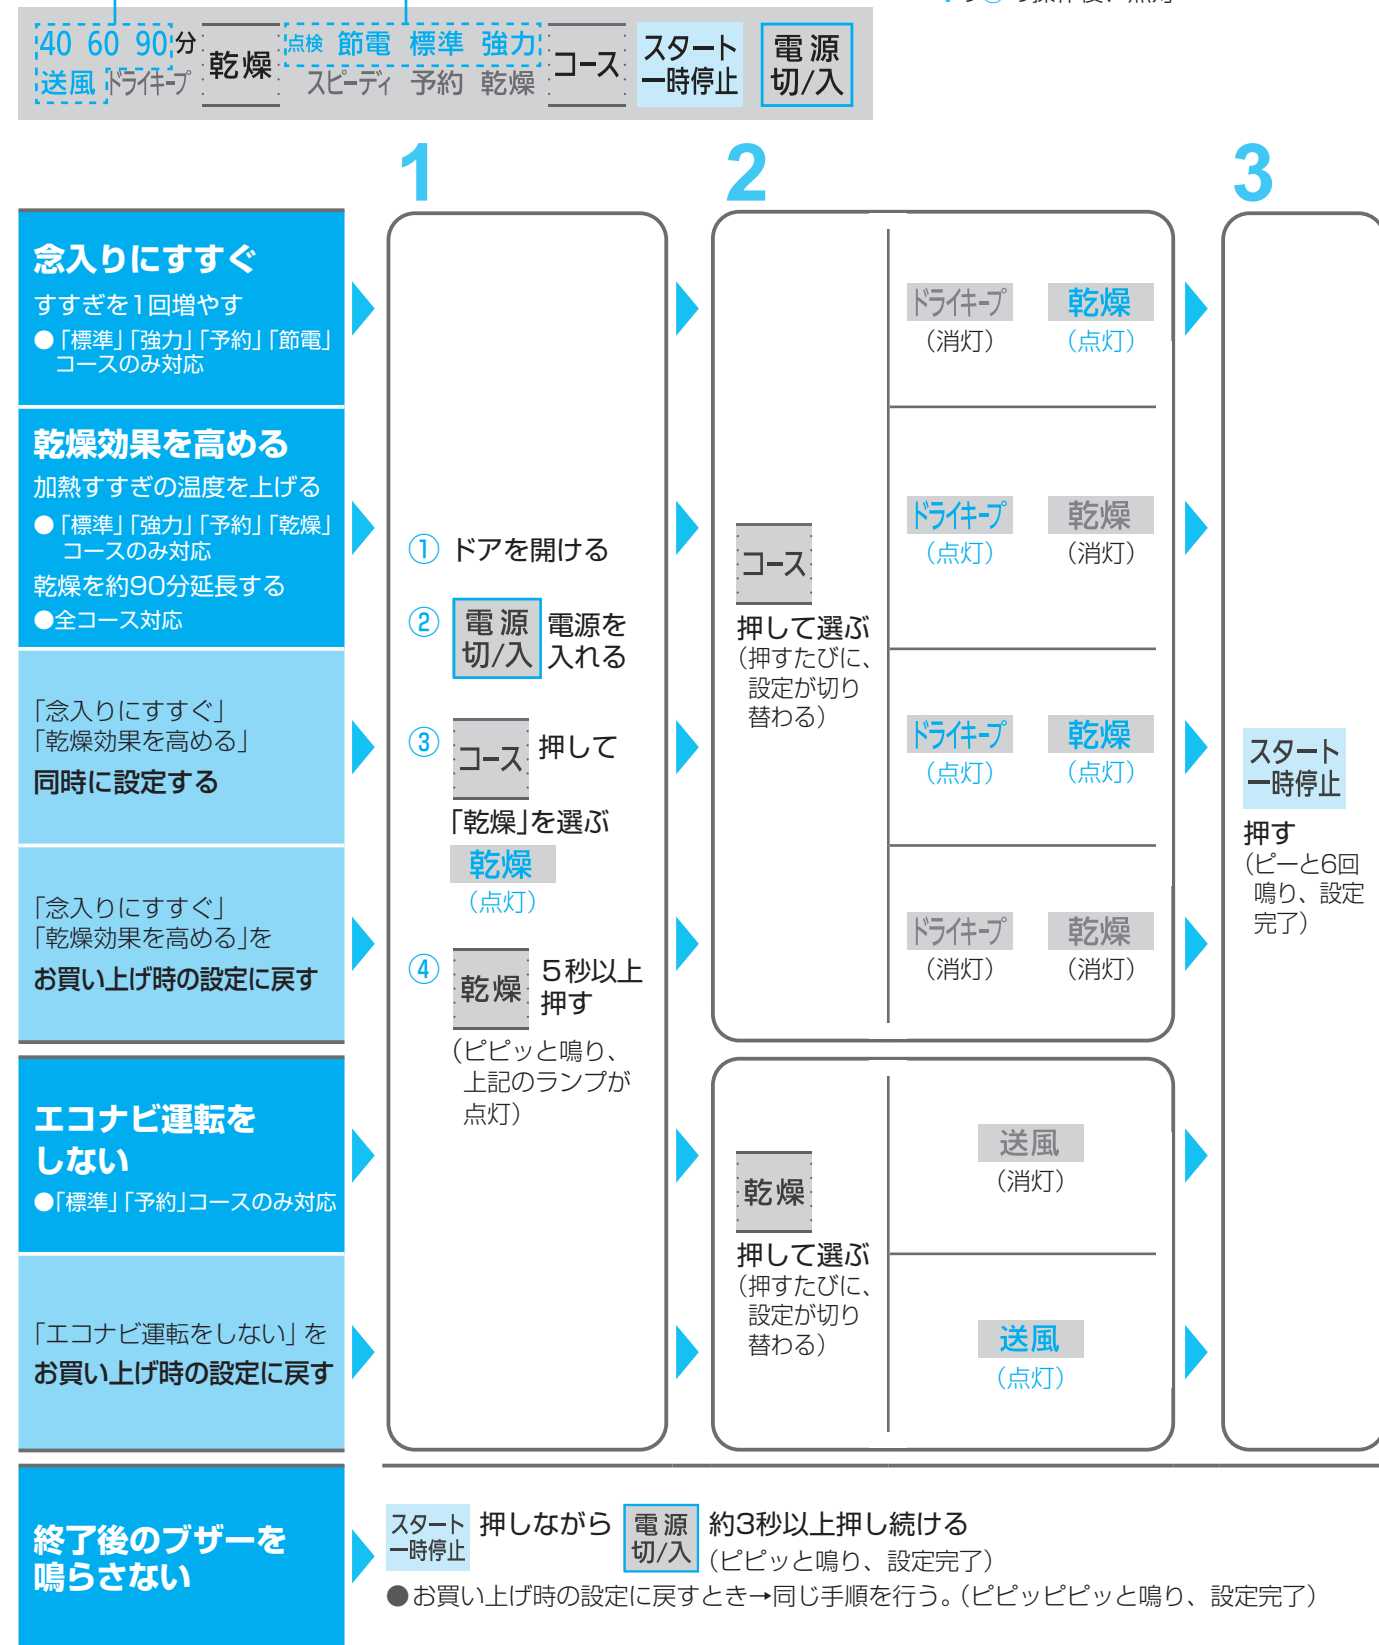 40 60 90分 乾燥 点検 節電 標準 強力 コース スタート 一時停止 電源 切/入
送風 ドライキープ スピーディ 予約 乾燥
1 2 3
念入りにすすぐ
すすぎを1回増やす
●「標準」「強力」「予約」「節電」
コースのみ対応
乾燥効果を高める
加熱すすぎの温度を上げる
●「標準」「強力」「予約」「乾燥」
コースのみ対応
乾燥を約90分延長する
●全コース対応
「念入りにすすぐ」
「乾燥効果を高める」
同時に設定する
「念入りにすすぐ」
「乾燥効果を高める」を
お買い上げ時の設定に戻す
エコナビ運転を
しない
●「標準」「予約」コースのみ対応
「エコナビ運転をしない」を
お買い上げ時の設定に戻す
① ドアを開ける
② 電源 切/入 電源を
入れる
③ コース 押して
「乾燥」を選ぶ
乾燥
(点灯)
④ 乾燥 5秒以上
押す
(ピピッと鳴り、
上記のランプが
点灯)
コース
押して選ぶ
(押すたびに、
設定が切り
替わる)
ドライキープ 乾燥
(消灯) (点灯)
ドライキープ 乾燥
(点灯) (消灯)
ドライキープ 乾燥
(点灯) (点灯)
ドライキープ 乾燥
(消灯) (消灯)
乾燥
押して選ぶ
(押すたびに、
設定が切り
替わる)
送風
(消灯)
送風
(点灯)
スタート
一時停止
押す
(ピーと6回
鳴り、設定
完了)
終了後のブザーを
鳴らさない
スタート 一時停止 押しながら 電源 切/入 約3秒以上押し続ける
(ピピッと鳴り、設定完了)
●お買い上げ時の設定に戻すとき→同じ手順を行う。(ピピッピピッと鳴り、設定完了)